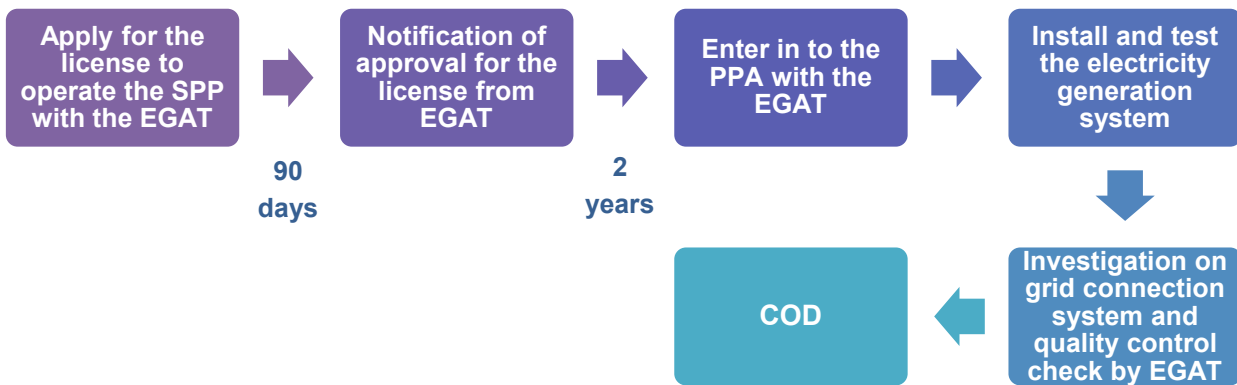 Apply for the
license to
operate the SPP
with the EGAT
90
days
Notification of
approval for the
license from
EGAT
2
years
Enter in to the
PPA with the
EGAT
Install and test
the electricity
generation
system
Investigation on
grid connection
system and
quality control
check by EGAT
COD